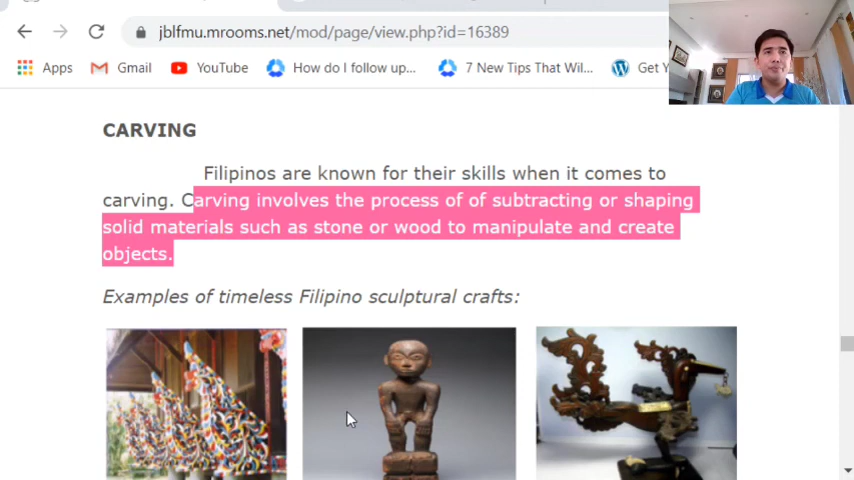 jblfmu.mrooms.net/mod/page/view.php?id=16389
Apps Gmail YouTube How do I follow up... 7 New Tips That Wil... Get Y
CARVING
Filipinos are known for their skills when it comes to
carving. Carving involves the process of of subtracting or shaping
solid materials such as stone or wood to manipulate and create
objects.
Examples of timeless Filipino sculptural crafts: